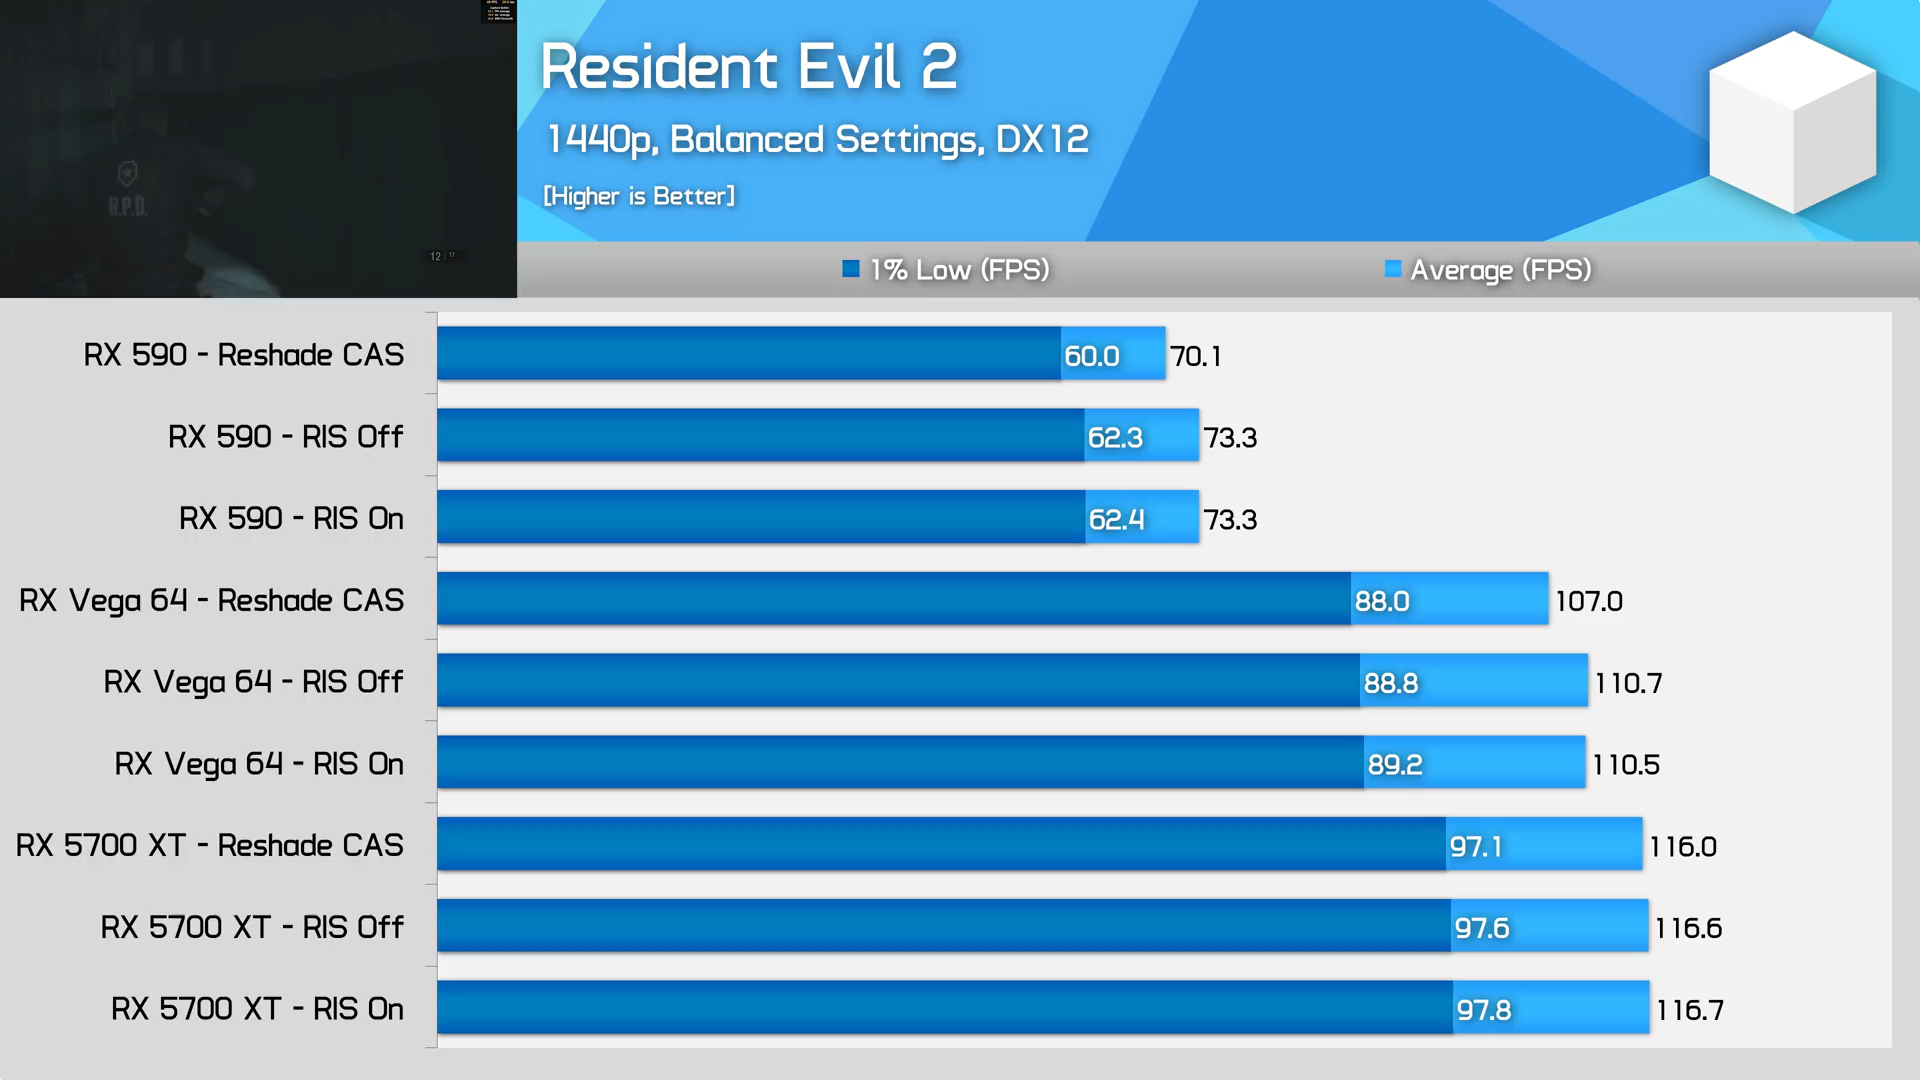 Resident Evil 2
1440p, Balanced Settings, DX12
[Higher is Better]
R.P.D.
12 | 17
1% Low (FPS) Average (FPS)
RX 590 - Reshade CAS 60.0 70.1
RX 590 - RIS Off 62.3 73.3
RX 590 - RIS On 62.4 73.3
RX Vega 64 - Reshade CAS 88.0 107.0
RX Vega 64 - RIS Off 88.8 110.7
RX Vega 64 - RIS On 89.2 110.5
RX 5700 XT - Reshade CAS 97.1 116.0
RX 5700 XT - RIS Off 97.6 116.6
RX 5700 XT - RIS On 97.8 116.7